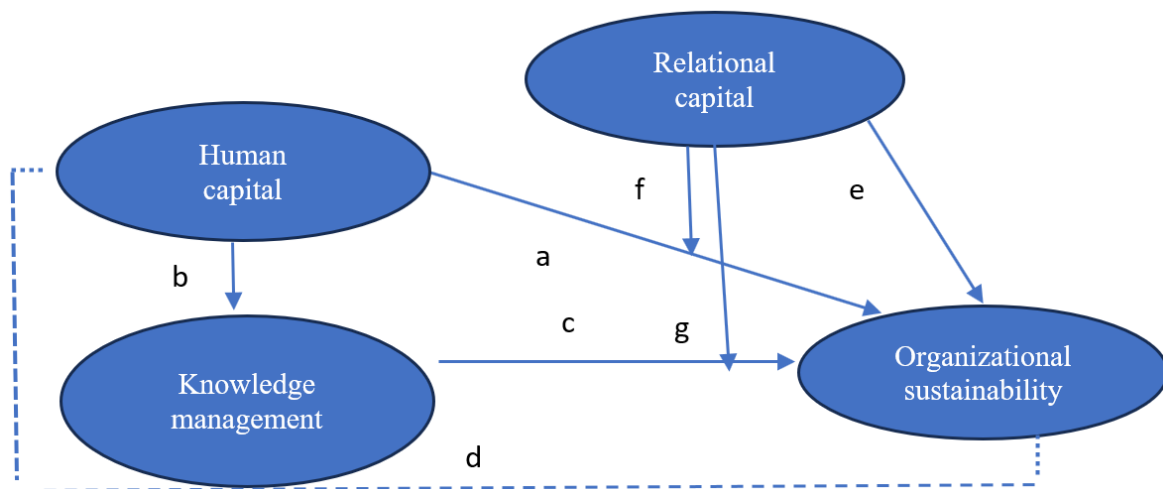 Relational
capital
Human
capital
f
e
a
b
c
g
Knowledge
management
Organizational
sustainability
d